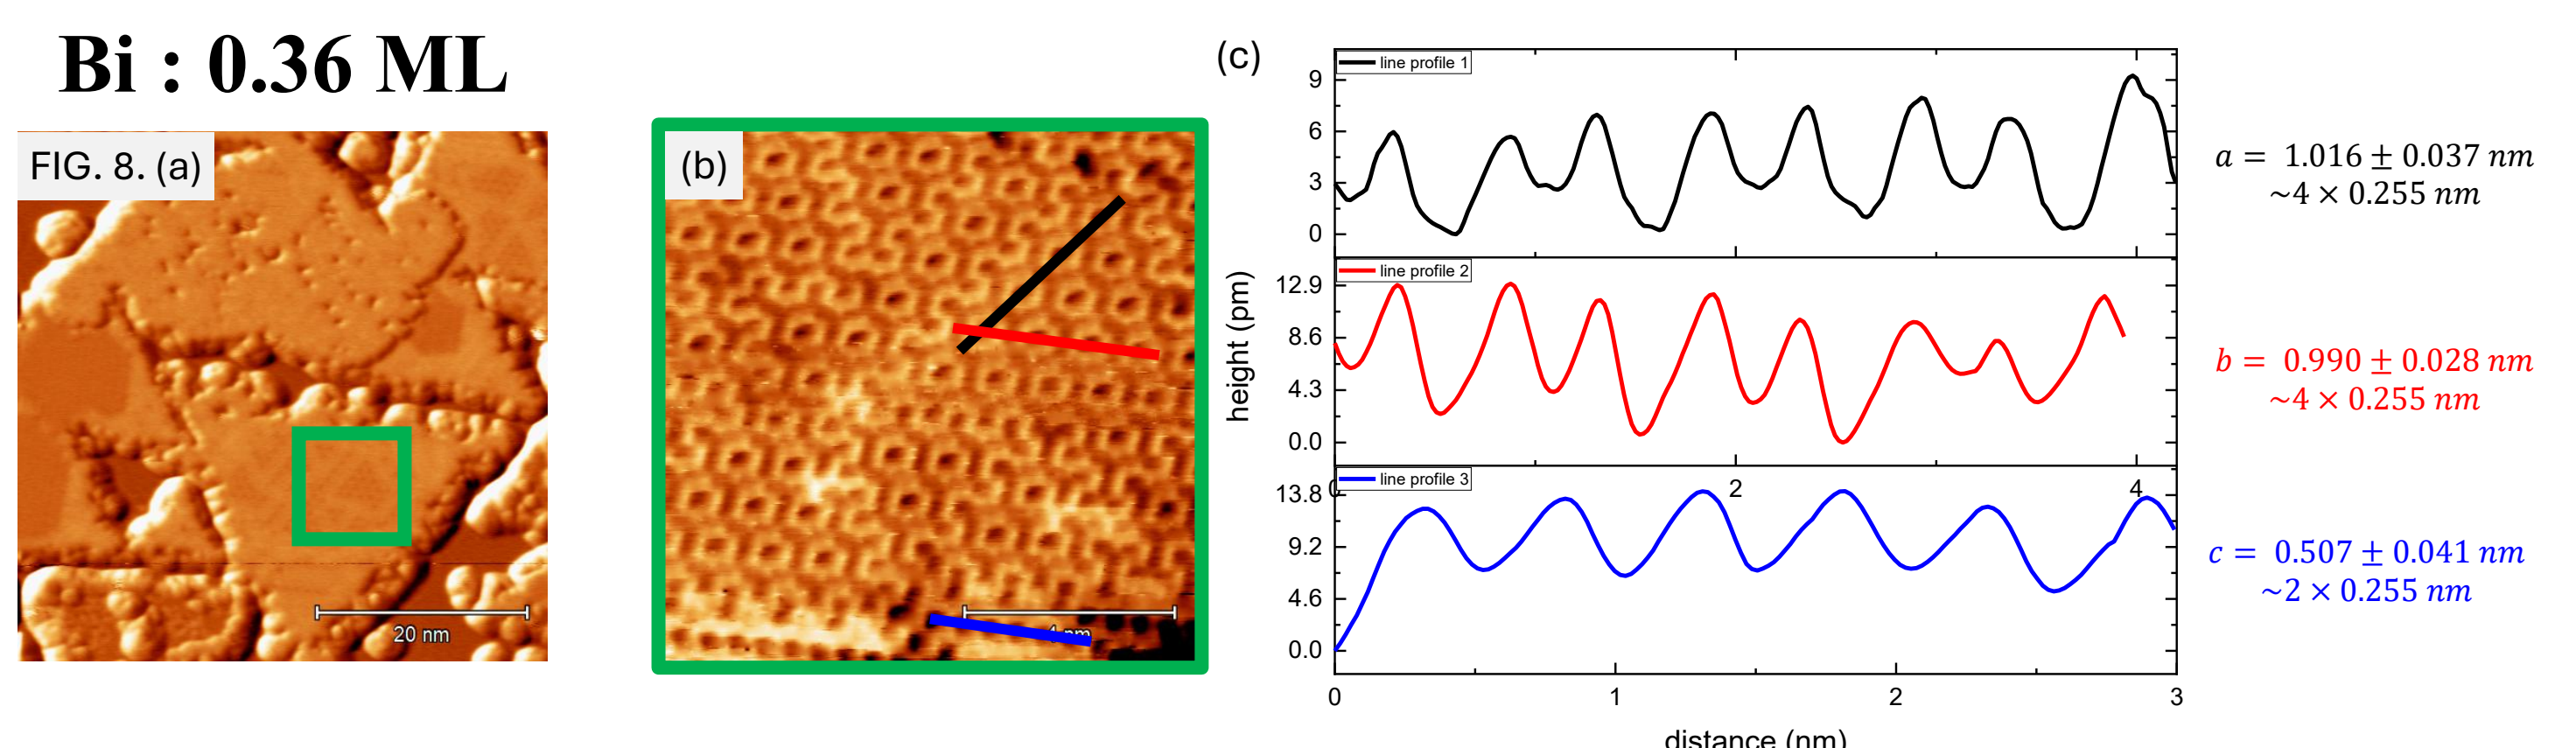 Bi : 0.36 ML
FIG. 8. (a)
20 nm
(b)
4 nm
(c)
height (pm)
line profile 1
9
6
3
0
line profile 2
12.9
8.6
4.3
0.0
0 2 4
line profile 3
13.8
9.2
4.6
0.0
0 1 2 3
distance (nm)
a = 1.016 ± 0.037 nm
~4 × 0.255 nm
b = 0.990 ± 0.028 nm
~4 × 0.255 nm
c = 0.507 ± 0.041 nm
~2 × 0.255 nm